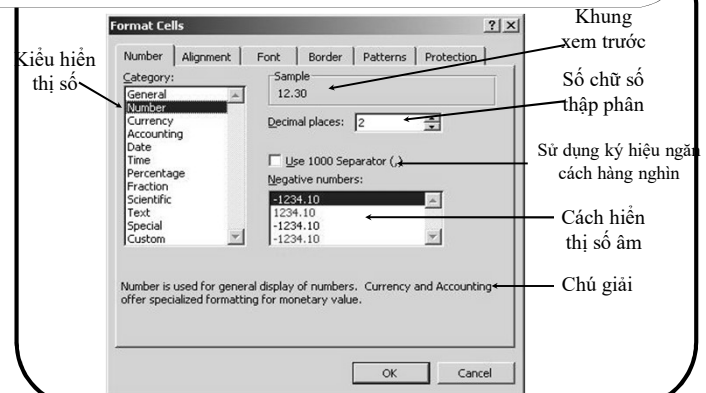 Format Cells
Number Alignment Font Border Patterns Protection
Category:
General
Number
Currency
Accounting
Date
Time
Percentage
Fraction
Scientific
Text
Special
Custom
Sample
12.30
Decimal places: 2
Use 1000 Separator (,)
Negative numbers:
-1234.10
1234.10
-1234.10
-1234.10
Number is used for general display of numbers. Currency and Accounting
offer specialized formatting for monetary value.
OK Cancel
Kiểu hiển
thị số
Khung
xem trước
Số chữ số
thập phân
Sử dụng ký hiệu ngăn
cách hàng nghìn
Cách hiển
thị số âm
Chú giải